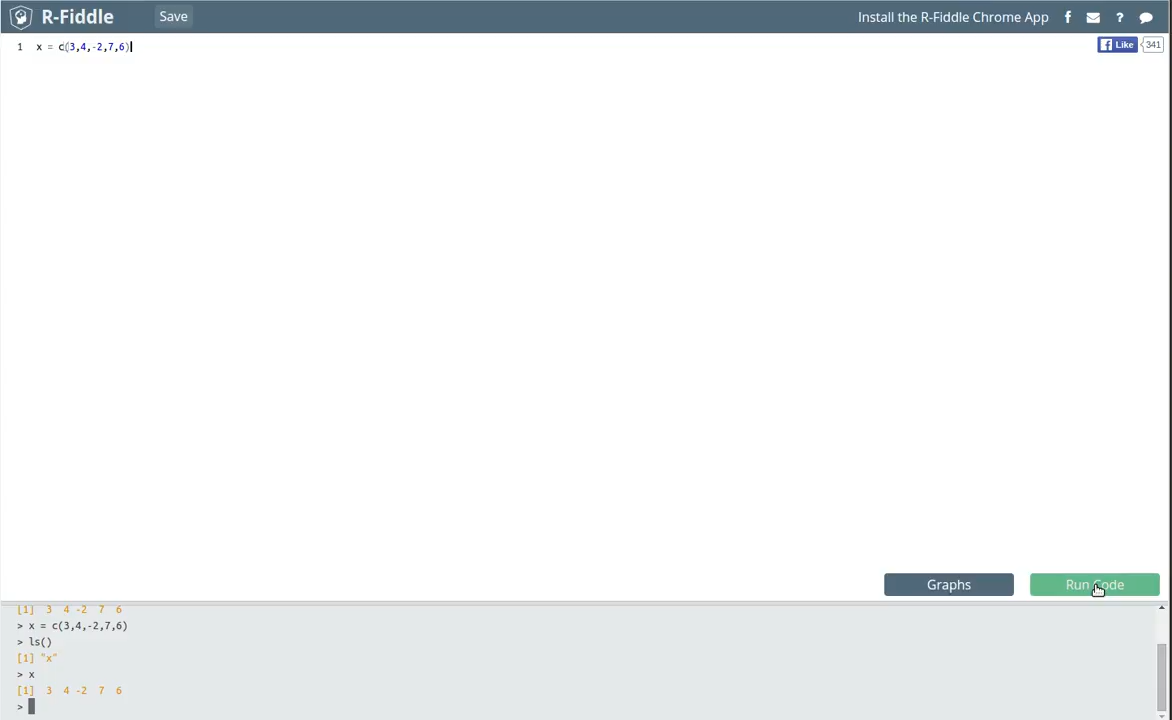 R-Fiddle Save Install the R-Fiddle Chrome App f ?
1 x = c(3,4,-2,7,6)
f Like 341
Graphs Run Code
[1] 3 4 -2 7 6
> x = c(3,4,-2,7,6)
> ls()
[1] "x"
> x
[1] 3 4 -2 7 6
>